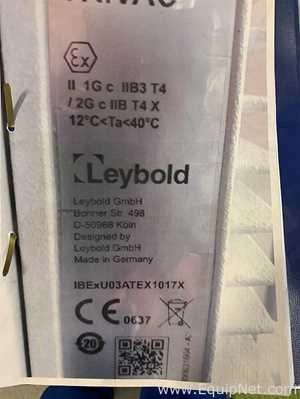 Ex
II 1G c IIB3 T4
/ 2G c IIB T4 X
12°C<Ta<40°C
Leybold
Leybold GmbH
Bonner Str. 498
D-50968 Köln
Designed by
Leybold GmbH
Made in Germany
IBExU03ATEX1017X
CE 0637
20
www.EquipNet.com